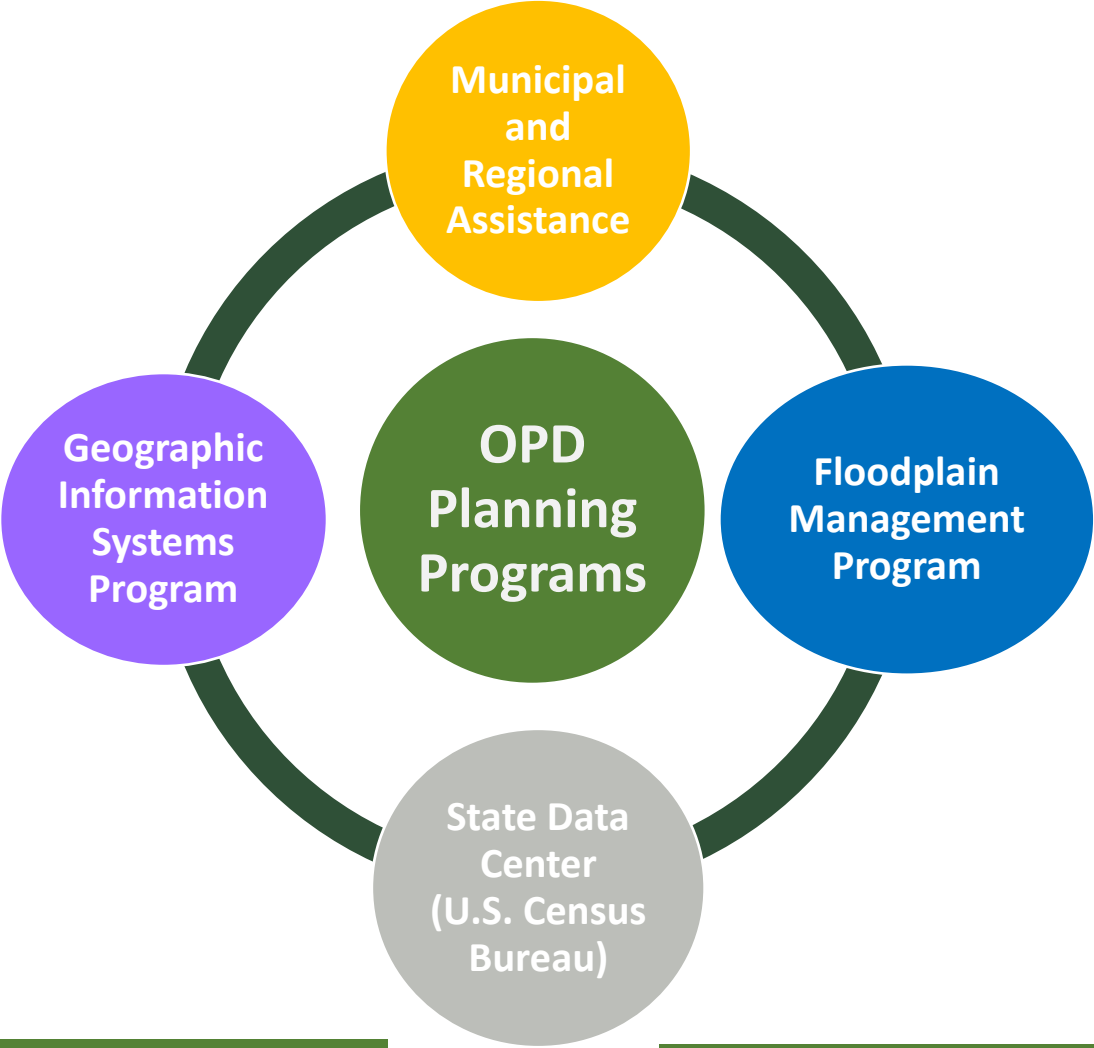 Municipal
and
Regional
Assistance
Geographic
Information
Systems
Program
OPD
Planning
Programs
Floodplain
Management
Program
State Data
Center
(U.S. Census
Bureau)